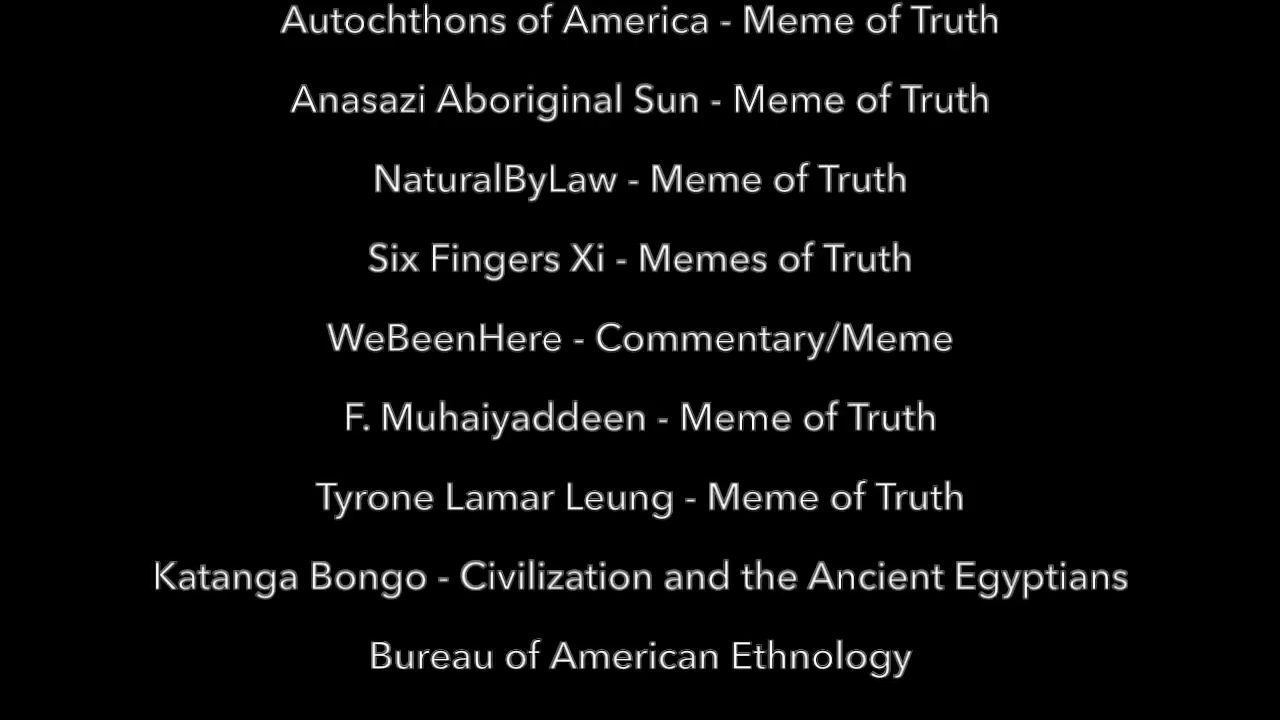 Autochthons of America - Meme of Truth
Anasazi Aboriginal Sun - Meme of Truth
NaturalByLaw - Meme of Truth
Six Fingers Xi - Memes of Truth
WeBeenHere - Commentary/Meme
F. Muhaiyaddeen - Meme of Truth
Tyrone Lamar Leung - Meme of Truth
Katanga Bongo - Civilization and the Ancient Egyptians
Bureau of American Ethnology